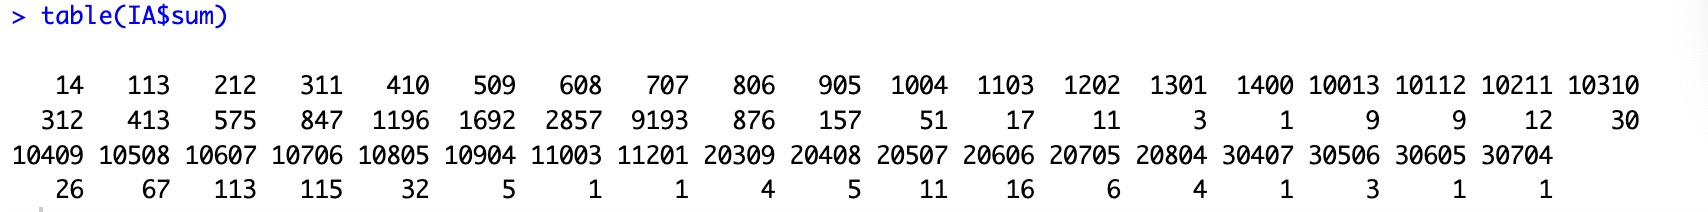 > table(IA$sum)
14 113 212 311 410 509 608 707 806 905 1004 1103 1202 1301 1400 10013 10112 10211 10310
312 413 575 847 1196 1692 2857 9193 876 157 51 17 11 3 1 9 9 12 30
10409 10508 10607 10706 10805 10904 11003 11201 20309 20408 20507 20606 20705 20804 30407 30506 30605 30704
26 67 113 115 32 5 1 1 4 5 11 16 6 4 1 3 1 1